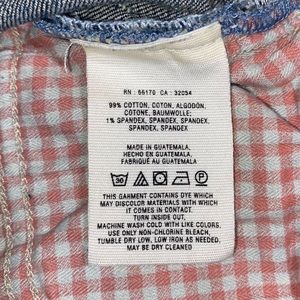 RN : 66170 CA : 32054
99% COTTON, COTON, ALGODON,
COTONE, BAUMWOLLE;
1% SPANDEX, SPANDEX, SPANDEX,
SPANDEX, SPANDEX
MADE IN GUATEMALA,
HECHO EN GUATEMALA,
FABRIQUÉ AU GUATEMALA
30
P
THIS GARMENT CONTAINS DYE WHICH
MAY DISCOLOR MATERIALS WITH WHICH
IT COMES IN CONTACT.
TURN INSIDE OUT,
MACHINE WASH COLD WITH LIKE COLORS,
USE ONLY NON-CHLORINE BLEACH,
TUMBLE DRY LOW, LOW IRON AS NEEDED,
MAY BE DRY CLEANED